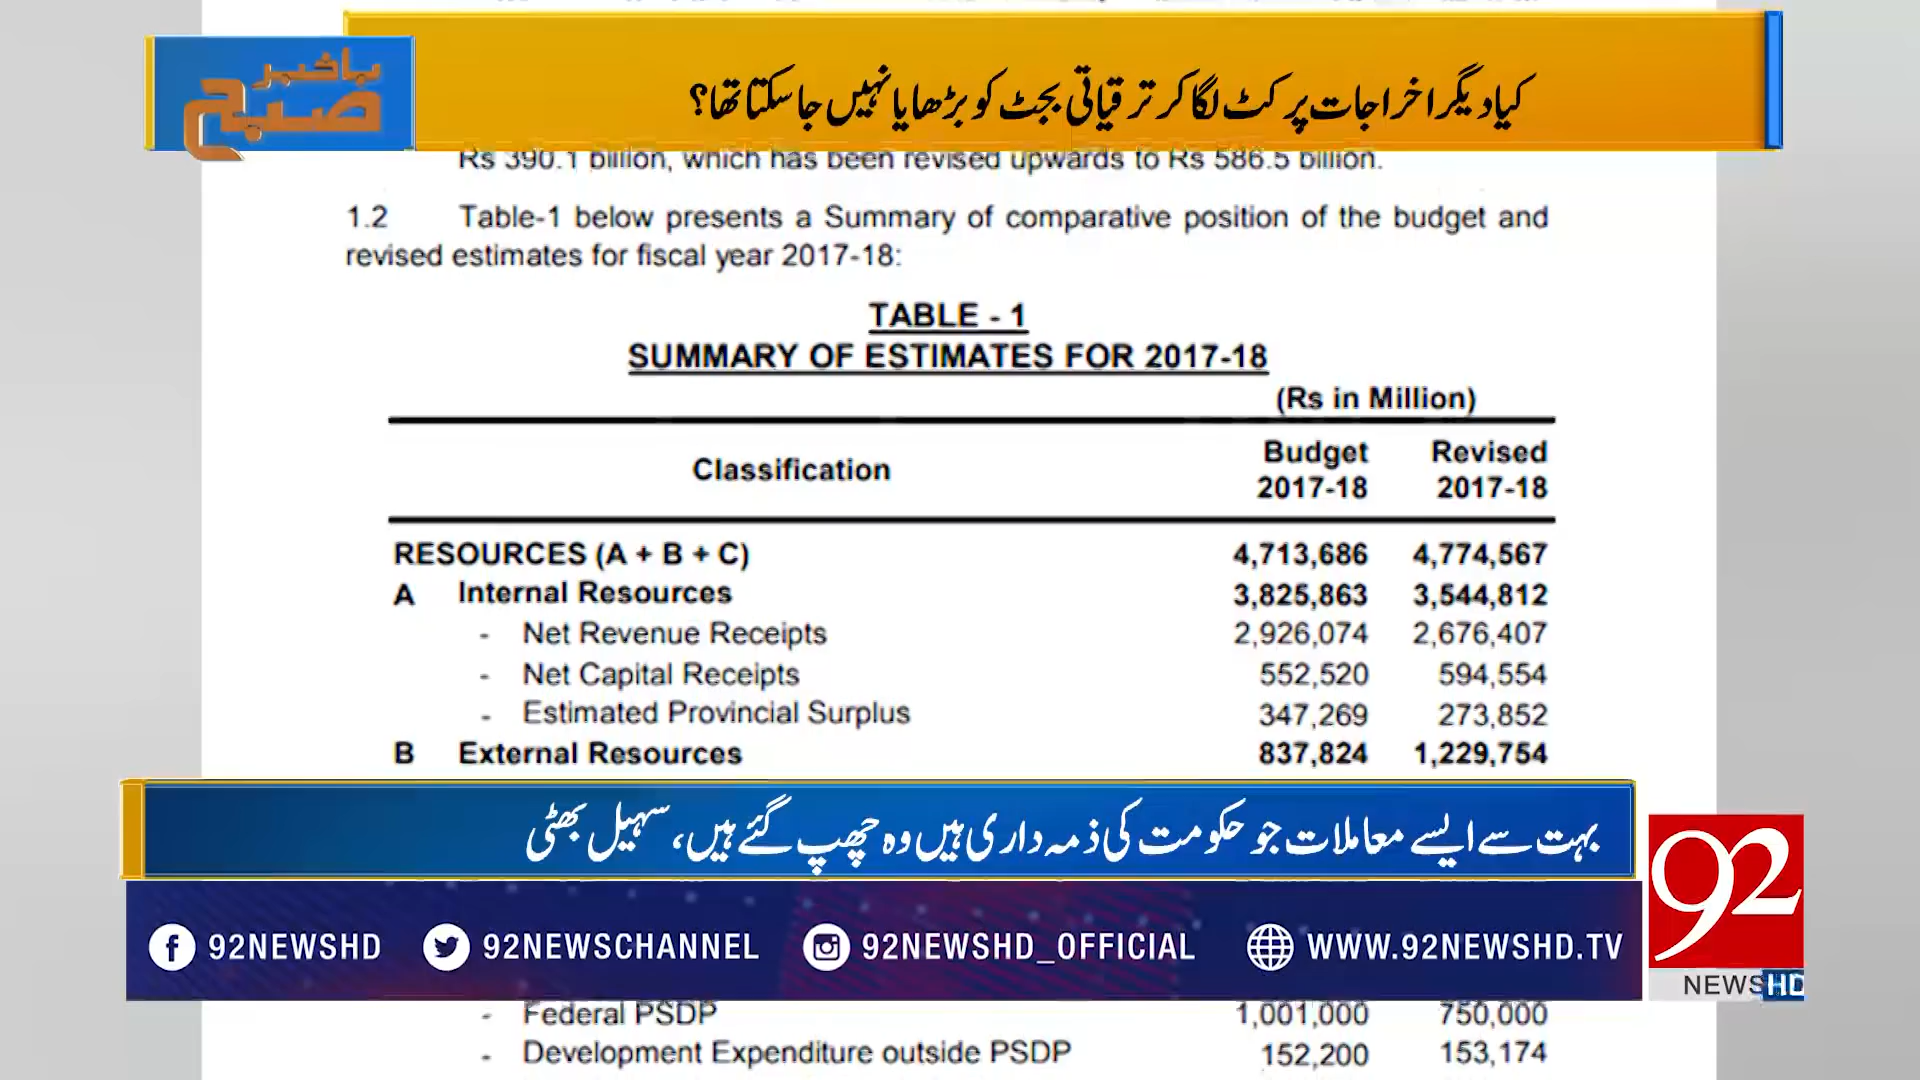 باخبر
صبح
کیا دیگر اخراجات پر کٹ لگا کر ترقیاتی بجٹ کو بڑھایا نہیں جا سکتا تھا؟
Rs 390.1 billion, which has been revised upwards to Rs 586.5 billion.
1.2 Table-1 below presents a Summary of comparative position of the budget and
revised estimates for fiscal year 2017-18:
TABLE - 1
SUMMARY OF ESTIMATES FOR 2017-18
(Rs in Million)
Classification Budget 2017-18 Revised 2017-18
RESOURCES (A + B + C) 4,713,686 4,774,567
A Internal Resources 3,825,863 3,544,812
- Net Revenue Receipts 2,926,074 2,676,407
- Net Capital Receipts 552,520 594,554
- Estimated Provincial Surplus 347,269 273,852
B External Resources 837,824 1,229,754
بہت سے ایسے معاملات جو حکومت کی ذمہ داری ہیں وہ چھپ گئے ہیں، سہیل بھٹی
92NEWSHD 92NEWSCHANNEL 92NEWSHD_OFFICIAL WWW.92NEWSHD.TV
92
NEWSHD
- Federal PSDP 1,001,000 750,000
- Development Expenditure outside PSDP 152,200 153,174